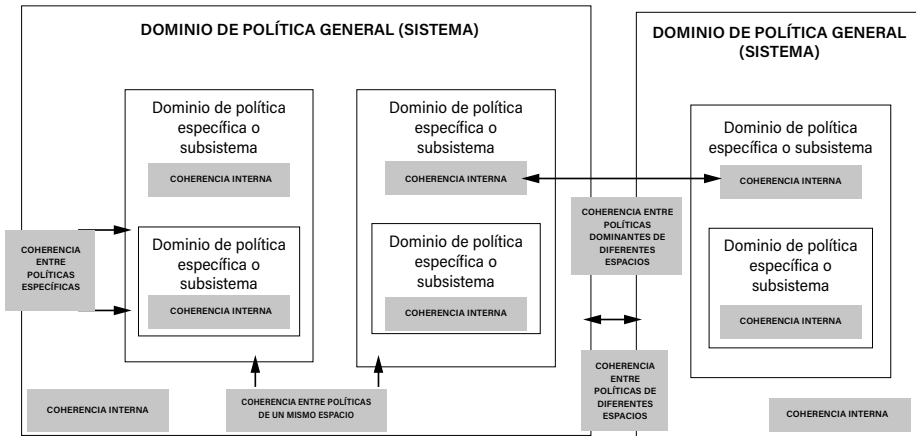 DOMINIO DE POLÍTICA GENERAL (SISTEMA)
Dominio de política
específica o
subsistema
COHERENCIA INTERNA
Dominio de política
específica o
subsistema
COHERENCIA INTERNA
COHERENCIA
ENTRE
POLÍTICAS
ESPECÍFICAS
Dominio de política
específica o
subsistema
COHERENCIA INTERNA
Dominio de política
específica o
subsistema
COHERENCIA INTERNA
COHERENCIA INTERNA
COHERENCIA ENTRE POLÍTICAS
DE UN MISMO ESPACIO
COHERENCIA ENTRE
POLÍTICAS
DOMINANTES DE
DIFERENTES
ESPACIOS
COHERENCIA
ENTRE
POLÍTICAS DE
DIFERENTES
ESPACIOS
DOMINIO DE POLÍTICA GENERAL
(SISTEMA)
Dominio de política
específica o subsistema
COHERENCIA INTERNA
Dominio de política
específica o
subsistema
COHERENCIA INTERNA
COHERENCIA INTERNA